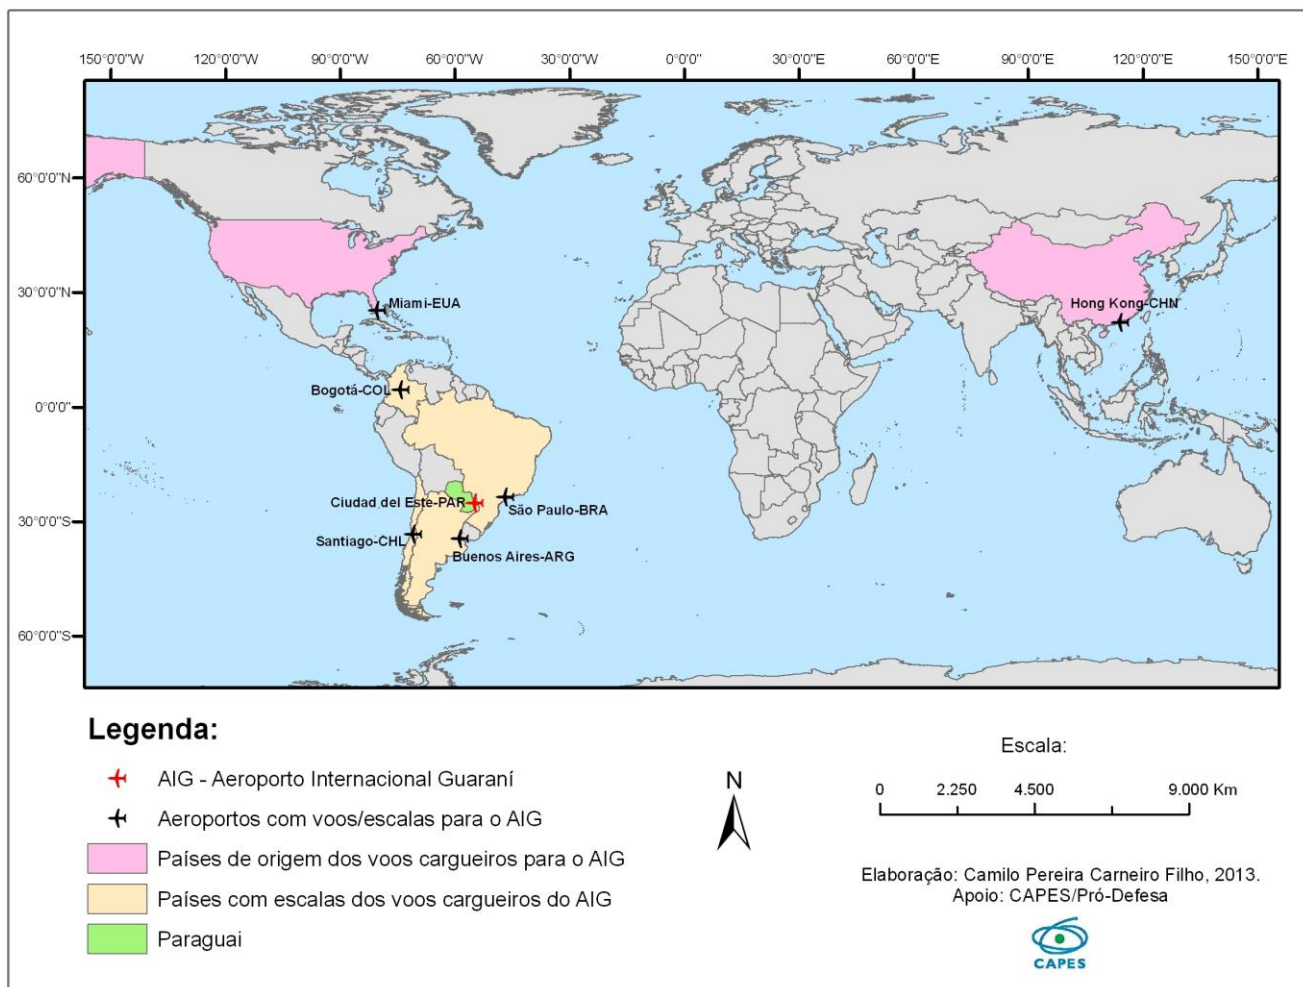 150°0'0"W 120°0'0"W 90°0'0"W 60°0'0"W 30°0'0"W 0°0'0" 30°0'0"E 60°0'0"E 90°0'0"E 120°0'0"E 150°0'0"E
60°0'0"N
30°0'0"N
Miami-EUA
Hong Kong-CHN
Bogotá-COL
0°0'0"
Ciudad del Este-PAR
São Paulo-BRA
30°0'0"S
Santiago-CHL
Buenos Aires-ARG
60°0'0"S
Legenda:
AIG - Aeroporto Internacional Guaraní
Aeroportos com voos/escalas para o AIG
Países de origem dos voos cargueiros para o AIG
Países com escalas dos voos cargueiros do AIG
Paraguai
N
Escala:
0 2.250 4.500 9.000 Km
Elaboração: Camilo Pereira Carneiro Filho, 2013.
Apoio: CAPES/Pró-Defesa
CAPES